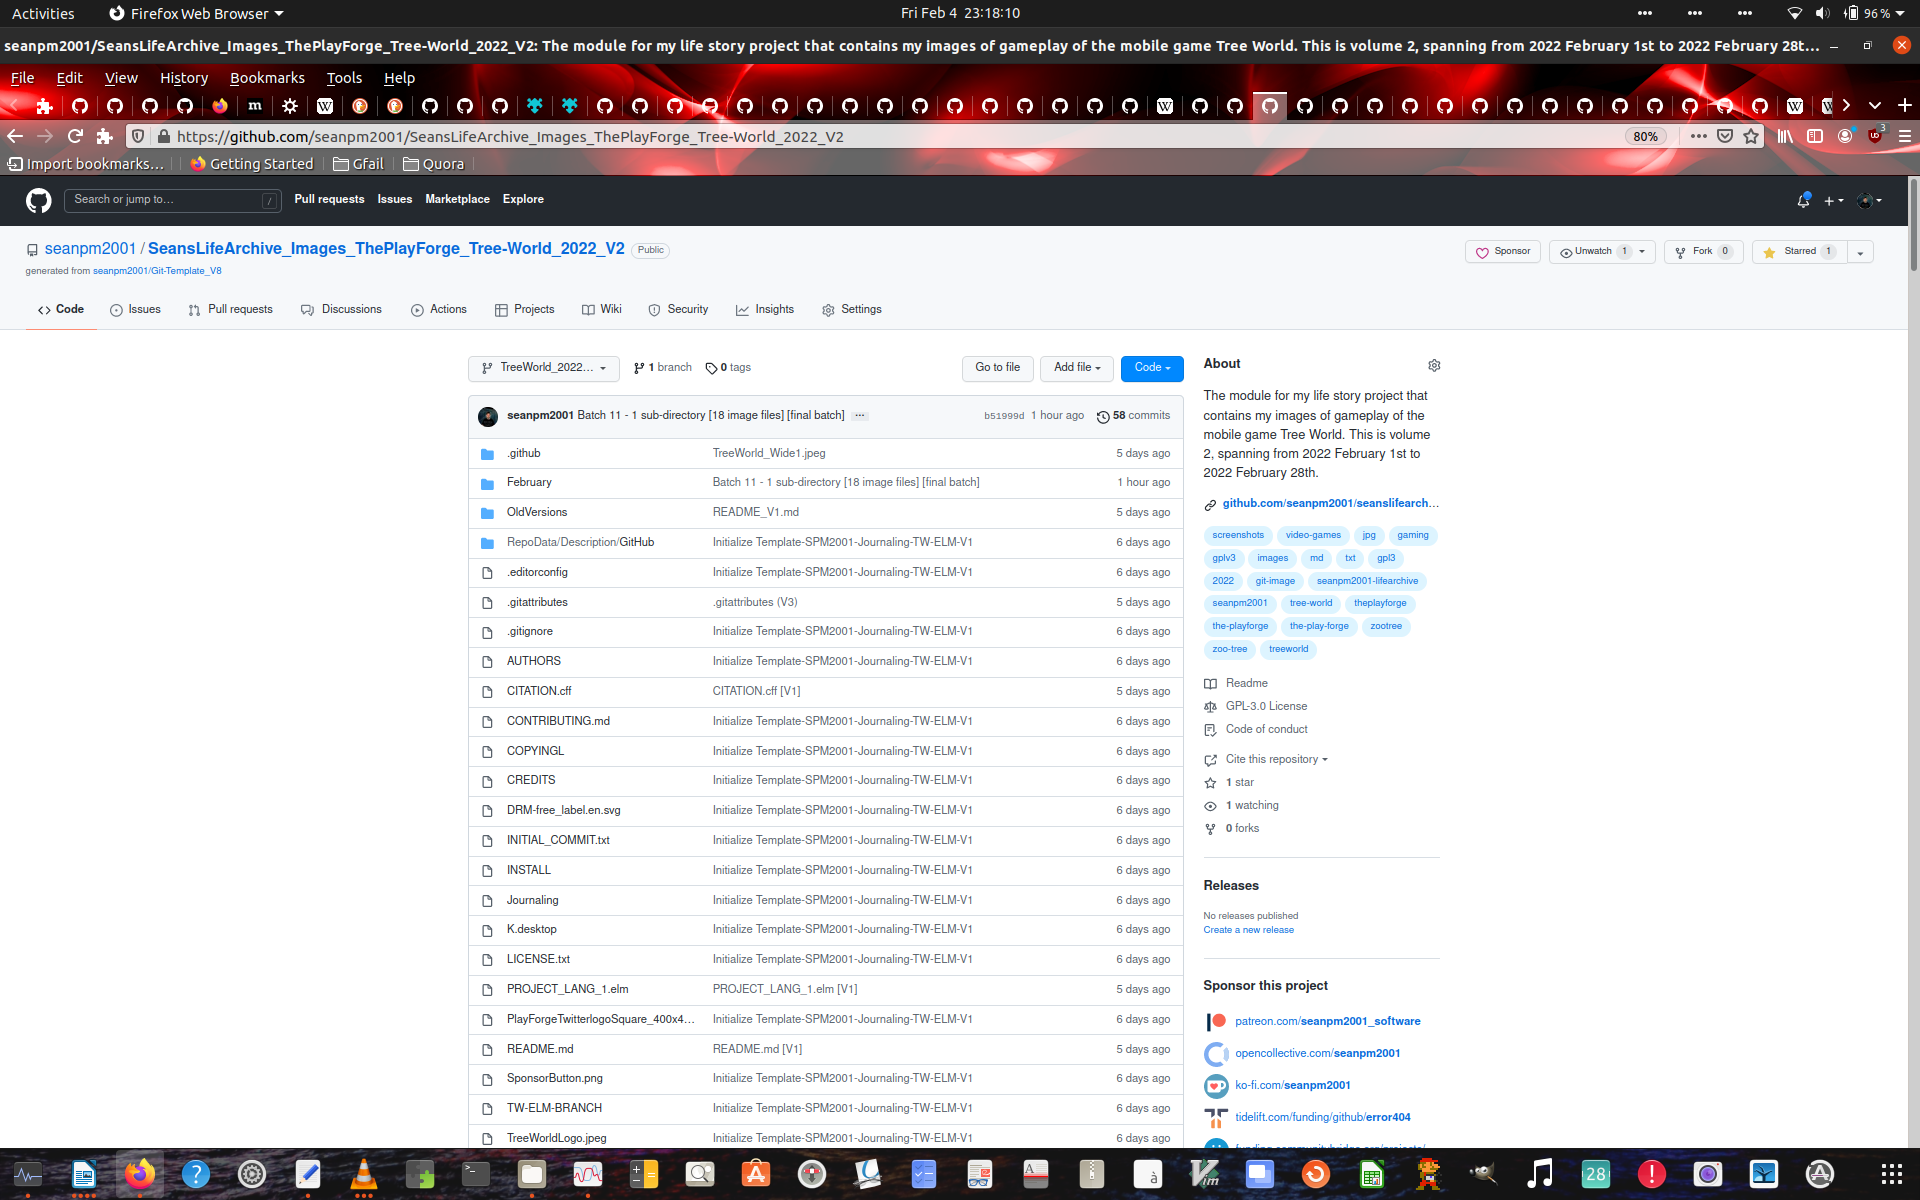 Activities
Firefox Web Browser
Fri Feb 4 23:18:10
96 %
seanpm2001/SeansLifeArchive_Images_ThePlayForge_Tree-World_2022_V2: The module for my life story project that contains my images of gameplay of the mobile game Tree World. This is volume 2, spanning from 2022 February 1st to 2022 February 28t…
File Edit View History Bookmarks Tools Help
https://github.com/seanpm2001/SeansLifeArchive_Images_ThePlayForge_Tree-World_2022_V2
80%
3
Import bookmarks… Getting Started Gfail Quora
Search or jump to… /
Pull requests Issues Marketplace Explore
seanpm2001 / SeansLifeArchive_Images_ThePlayForge_Tree-World_2022_V2 Public
Sponsor Unwatch 1 Fork 0 Starred 1
generated from seanpm2001/Git-Template_V8
Code Issues Pull requests Discussions Actions Projects Wiki Security Insights Settings
TreeWorld_2022… 1 branch 0 tags Go to file Add file Code
seanpm2001 Batch 11 - 1 sub-directory [18 image files] [final batch] … b51999d 1 hour ago 58 commits
.github TreeWorld_Wide1.jpeg 5 days ago
February Batch 11 - 1 sub-directory [18 image files] [final batch] 1 hour ago
OldVersions README_V1.md 5 days ago
RepoData/Description/GitHub Initialize Template-SPM2001-Journaling-TW-ELM-V1 6 days ago
.editorconfig Initialize Template-SPM2001-Journaling-TW-ELM-V1 6 days ago
.gitattributes .gitattributes (V3) 5 days ago
.gitignore Initialize Template-SPM2001-Journaling-TW-ELM-V1 6 days ago
AUTHORS Initialize Template-SPM2001-Journaling-TW-ELM-V1 6 days ago
CITATION.cff CITATION.cff [V1] 5 days ago
CONTRIBUTING.md Initialize Template-SPM2001-Journaling-TW-ELM-V1 6 days ago
COPYINGL Initialize Template-SPM2001-Journaling-TW-ELM-V1 6 days ago
CREDITS Initialize Template-SPM2001-Journaling-TW-ELM-V1 6 days ago
DRM-free_label.en.svg Initialize Template-SPM2001-Journaling-TW-ELM-V1 6 days ago
INITIAL_COMMIT.txt Initialize Template-SPM2001-Journaling-TW-ELM-V1 6 days ago
INSTALL Initialize Template-SPM2001-Journaling-TW-ELM-V1 6 days ago
Journaling Initialize Template-SPM2001-Journaling-TW-ELM-V1 6 days ago
K.desktop Initialize Template-SPM2001-Journaling-TW-ELM-V1 6 days ago
LICENSE.txt Initialize Template-SPM2001-Journaling-TW-ELM-V1 6 days ago
PROJECT_LANG_1.elm PROJECT_LANG_1.elm [V1] 5 days ago
PlayForgeTwitterlogoSquare_400x4… Initialize Template-SPM2001-Journaling-TW-ELM-V1 6 days ago
README.md README.md [V1] 5 days ago
SponsorButton.png Initialize Template-SPM2001-Journaling-TW-ELM-V1 6 days ago
TW-ELM-BRANCH Initialize Template-SPM2001-Journaling-TW-ELM-V1 6 days ago
TreeWorldLogo.jpeg Initialize Template-SPM2001-Journaling-TW-ELM-V1 6 days ago
About
The module for my life story project that
contains my images of gameplay of the
mobile game Tree World. This is volume
2, spanning from 2022 February 1st to
2022 February 28th.
github.com/seanpm2001/seanslifearch…
screenshots video-games jpg gaming
gplv3 images md txt gpl3
2022 git-image seanpm2001-lifearchive
seanpm2001 tree-world theplayforge
the-playforge the-play-forge zootree
zoo-tree treeworld
Readme
GPL-3.0 License
Code of conduct
Cite this repository
1 star
1 watching
0 forks
Releases
No releases published
Create a new release
Sponsor this project
patreon.com/seanpm2001_software
opencollective.com/seanpm2001
ko-fi.com/seanpm2001
tidelift.com/funding/github/error404
28